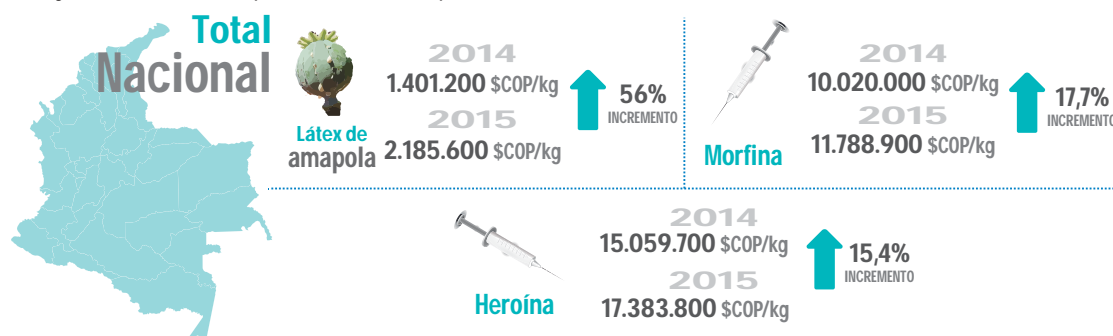 Total
Nacional
Látex de
amapola
2014
1.401.200 $COP/kg
2015
2.185.600 $COP/kg
56%
INCREMENTO
Morfina
2014
10.020.000 $COP/kg
2015
11.788.900 $COP/kg
17,7%
INCREMENTO
Heroína
2014
15.059.700 $COP/kg
2015
17.383.800 $COP/kg
15,4%
INCREMENTO